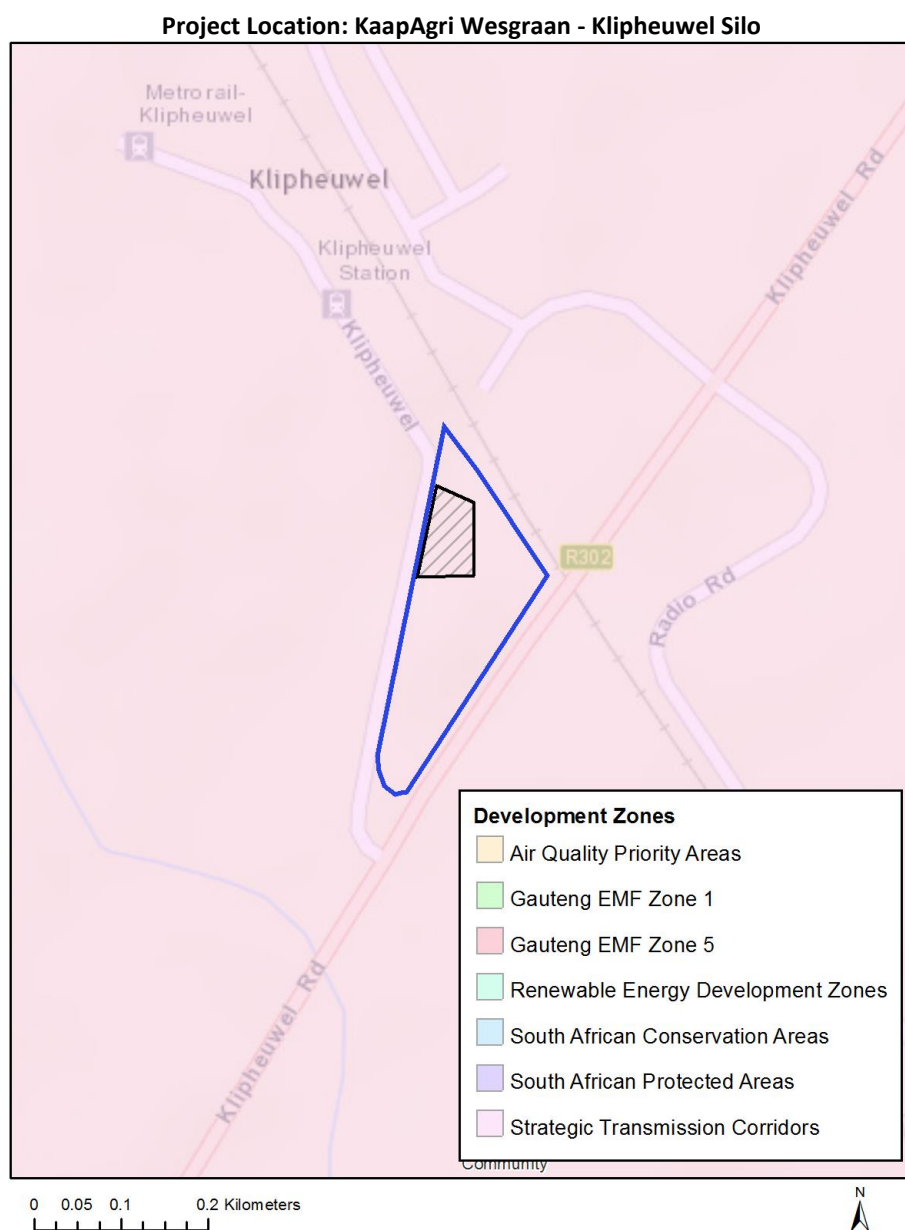 Project Location: KaapAgri Wesgraan - Klipheuwel Silo
Metrorail-
Klipheuwel
Klipheuwel
Klipheuwel
Station
Klipheuwel
Klipheuwel Rd
R302
Radio Rd
Klipheuwel Rd
Development Zones
Air Quality Priority Areas
Gauteng EMF Zone 1
Gauteng EMF Zone 5
Renewable Energy Development Zones
South African Conservation Areas
South African Protected Areas
Strategic Transmission Corridors
Community
0 0.05 0.1 0.2 Kilometers
N